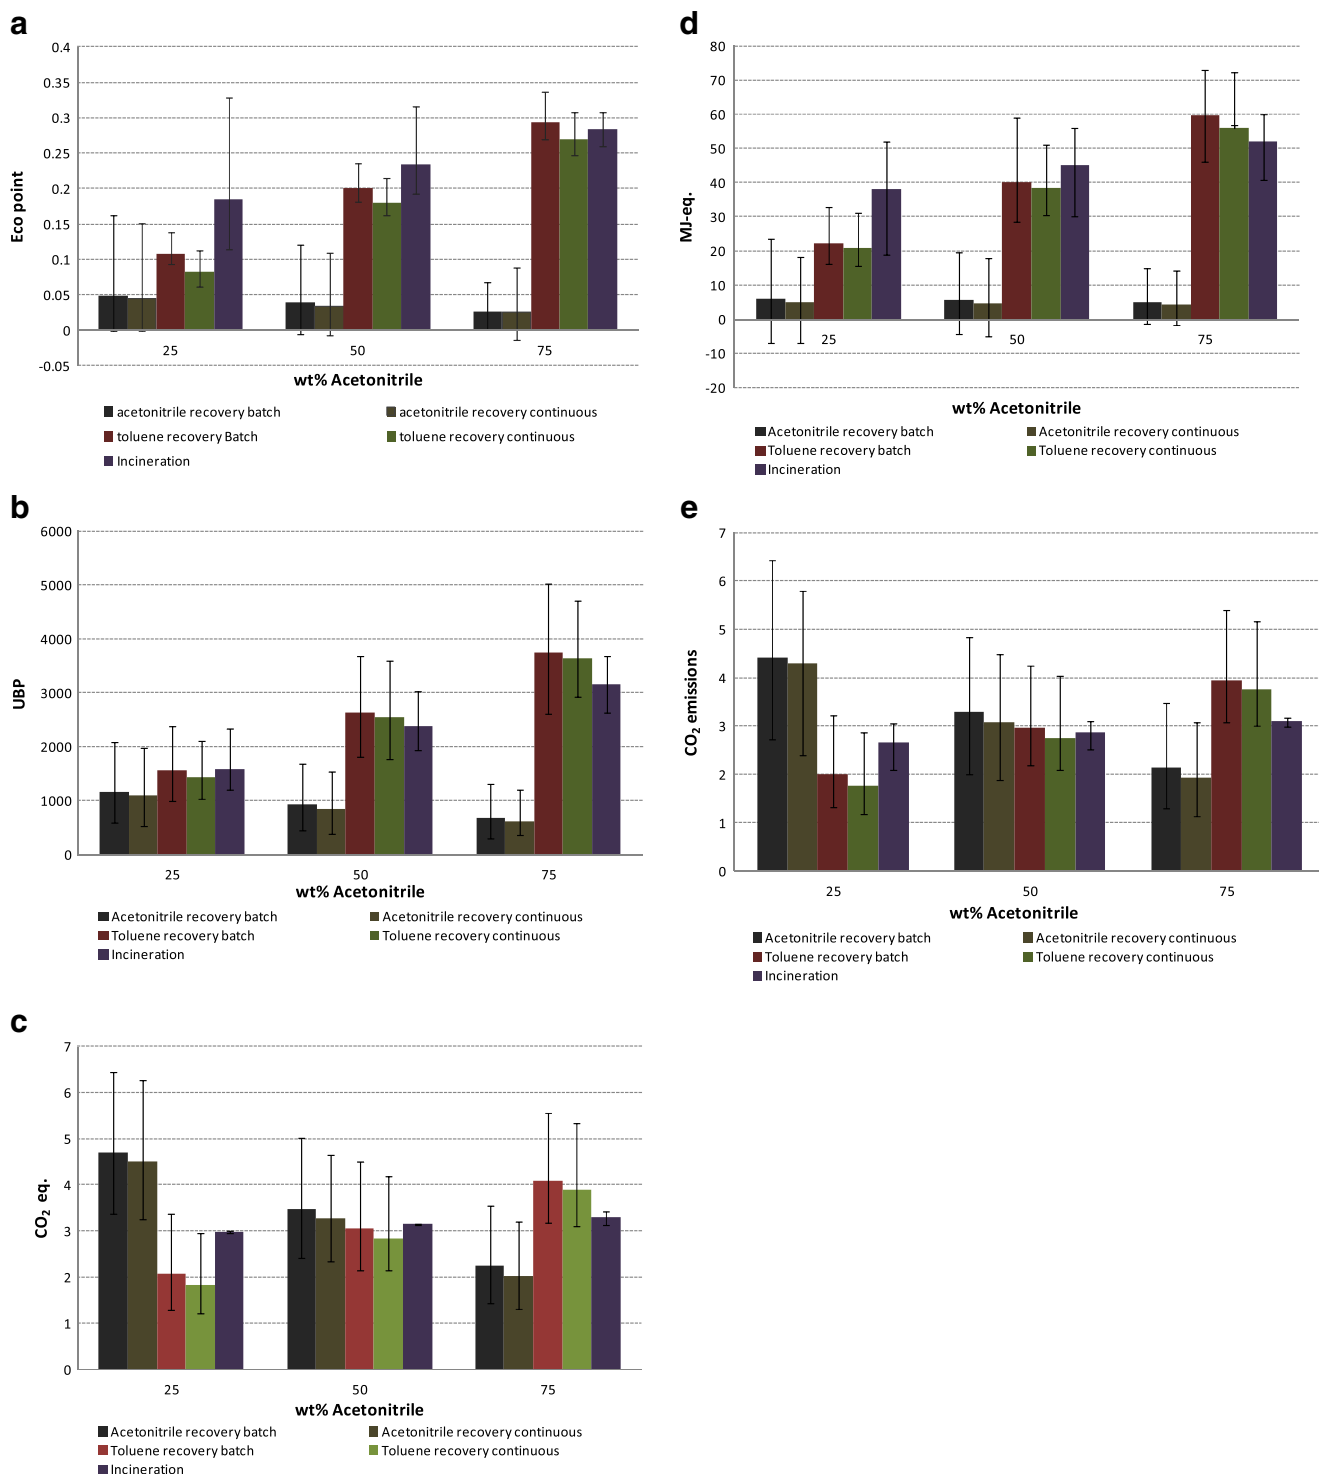 a
0.4
0.35
0.3
0.25
0.2
0.15
0.1
0.05
0
-0.05
Eco point
25 50 75
wt% Acetonitrile
acetonitrile recovery batch acetonitrile recovery continuous
toluene recovery Batch toluene recovery continuous
Incineration
d
80
70
60
50
40
30
20
10
0
-10
-20
MJ-eq.
25 50 75
wt% Acetonitrile
Acetonitrile recovery batch Acetonitrile recovery continuous
Toluene recovery batch Toluene recovery continuous
Incineration
b
6000
5000
4000
3000
2000
1000
0
UBP
25 50 75
wt% Acetonitrile
Acetonitrile recovery batch Acetonitrile recovery continuous
Toluene recovery batch Toluene recovery continuous
Incineration
e
7
6
5
4
3
2
1
0
CO2 emissions
25 50 75
wt% Acetonitrile
Acetonitrile recovery batch Acetonitrile recovery continuous
Toluene recovery batch Toluene recovery continuous
Incineration
c
7
6
5
4
3
2
1
0
CO2 eq.
25 50 75
wt% Acetonitrile
Acetonitrile recovery batch Acetonitrile recovery continuous
Toluene recovery batch Toluene recovery continuous
Incineration